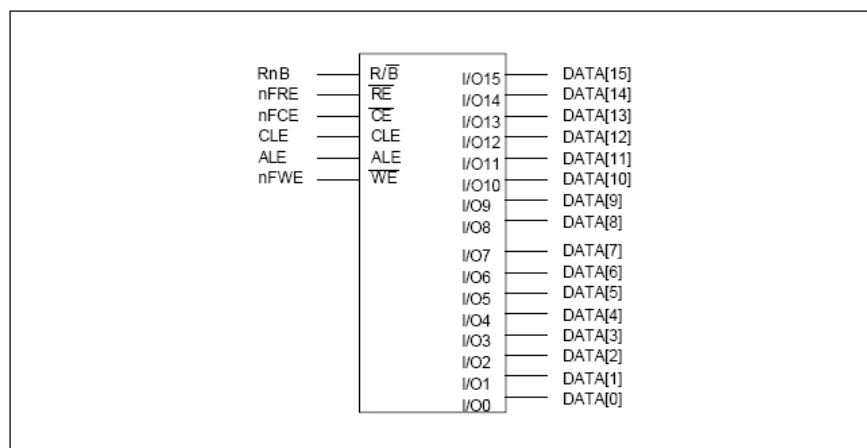 RnB R/B I/O15 DATA[15]
nFRE RE I/O14 DATA[14]
nFCE CE I/O13 DATA[13]
CLE CLE I/O12 DATA[12]
ALE ALE I/O11 DATA[11]
nFWE WE I/O10 DATA[10]
I/O9 DATA[9]
I/O8 DATA[8]
I/O7 DATA[7]
I/O6 DATA[6]
I/O5 DATA[5]
I/O4 DATA[4]
I/O3 DATA[3]
I/O2 DATA[2]
I/O1 DATA[1]
I/O0 DATA[0]